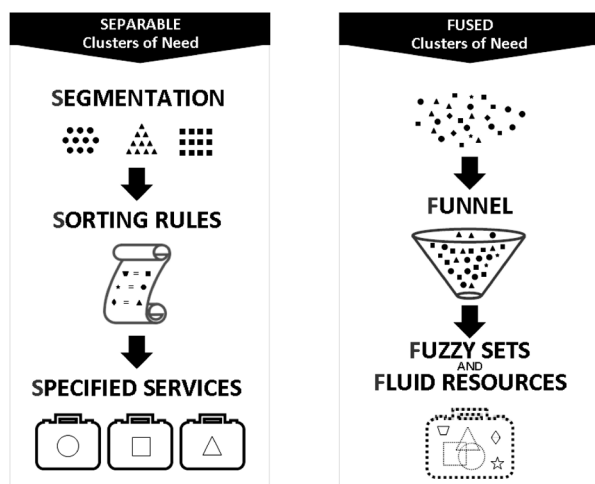 SEPARABLE
Clusters of Need
SEGMENTATION
SORTING RULES
= 
= 
= 
SPECIFIED SERVICES
FUSED
Clusters of Need
FUNNEL
FUZZY SETS
AND
FLUID RESOURCES